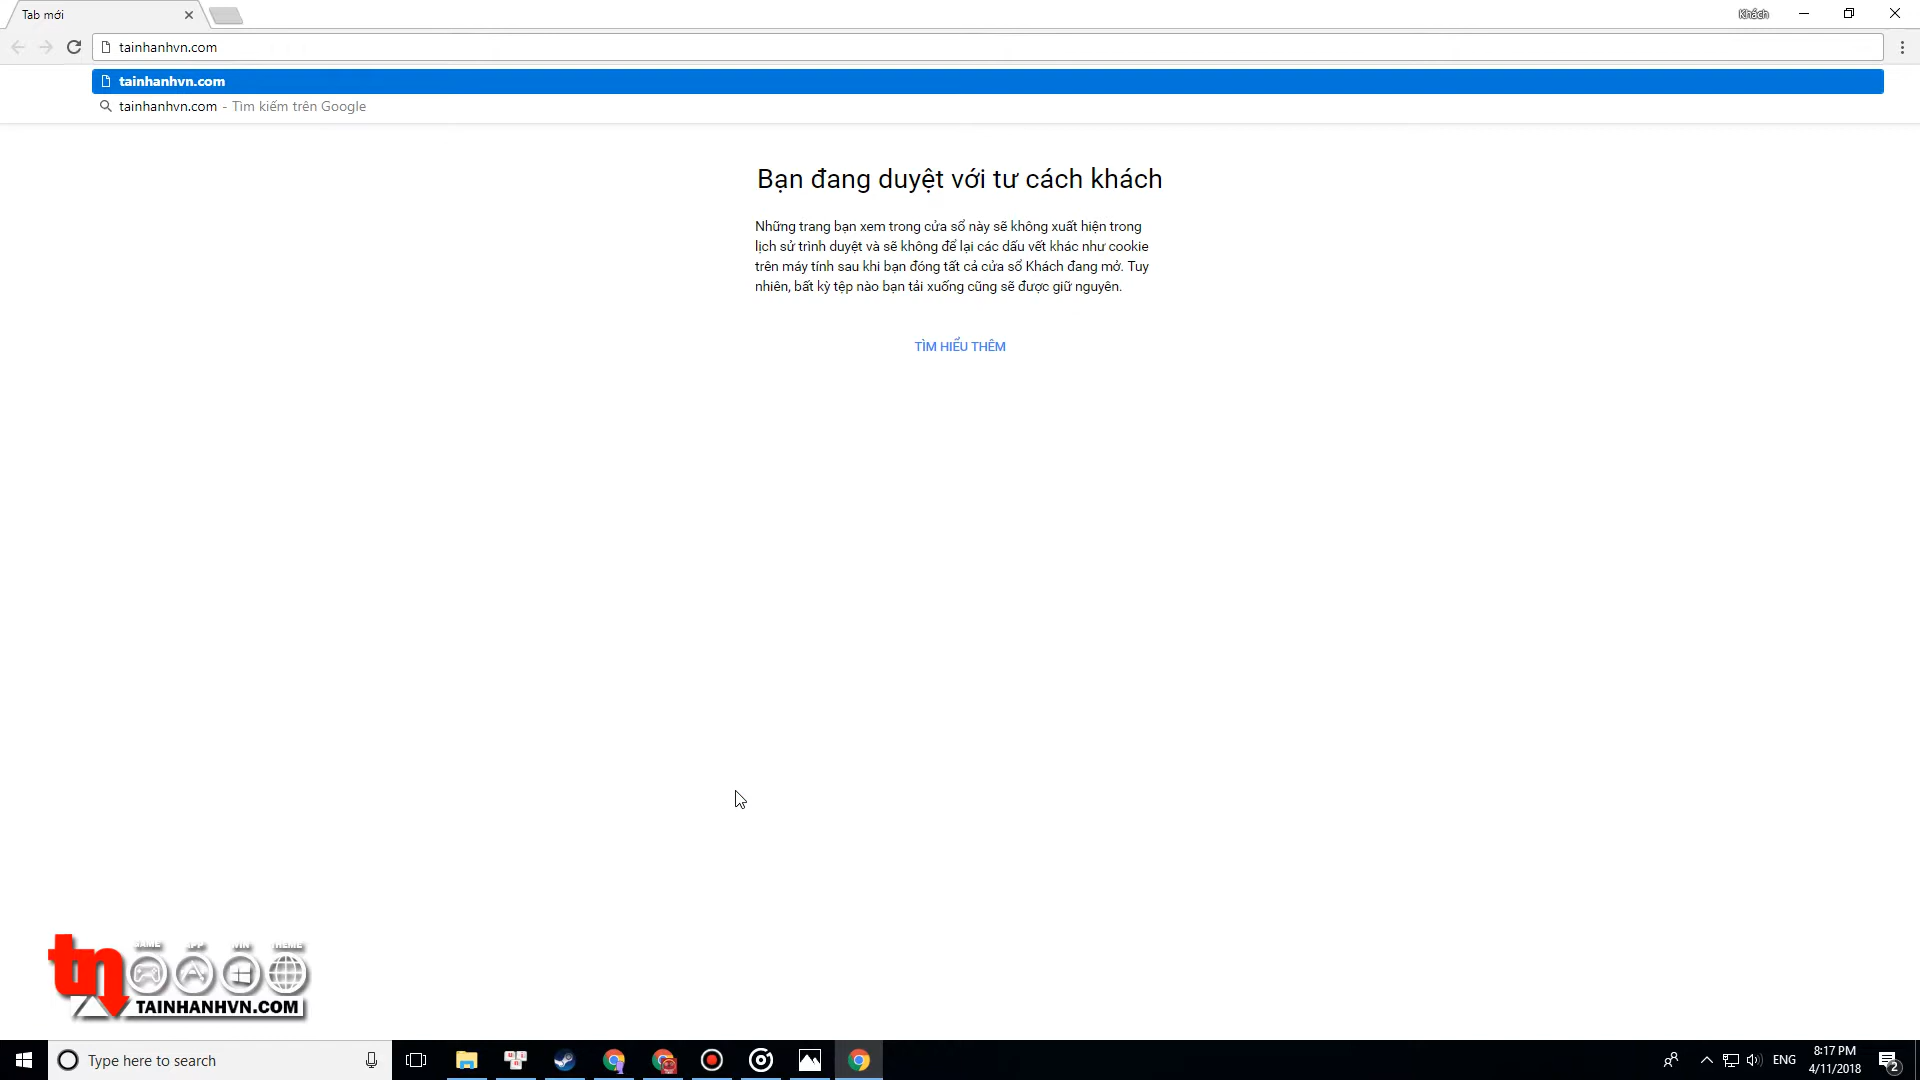 Tab mới
Khách
tainhanhvn.com
tainhanhvn.com
tainhanhvn.com - Tìm kiếm trên Google
Bạn đang duyệt với tư cách khách
Những trang bạn xem trong cửa sổ này sẽ không xuất hiện trong
lịch sử trình duyệt và sẽ không để lại các dấu vết khác như cookie
trên máy tính sau khi bạn đóng tất cả cửa sổ Khách đang mở. Tuy
nhiên, bất kỳ tệp nào bạn tải xuống cũng sẽ được giữ nguyên.
TÌM HIỂU THÊM
tn
GAME APP WIN THEME
TAINHANHVN.COM
Type here to search
ENG
8:17 PM
4/11/2018
2